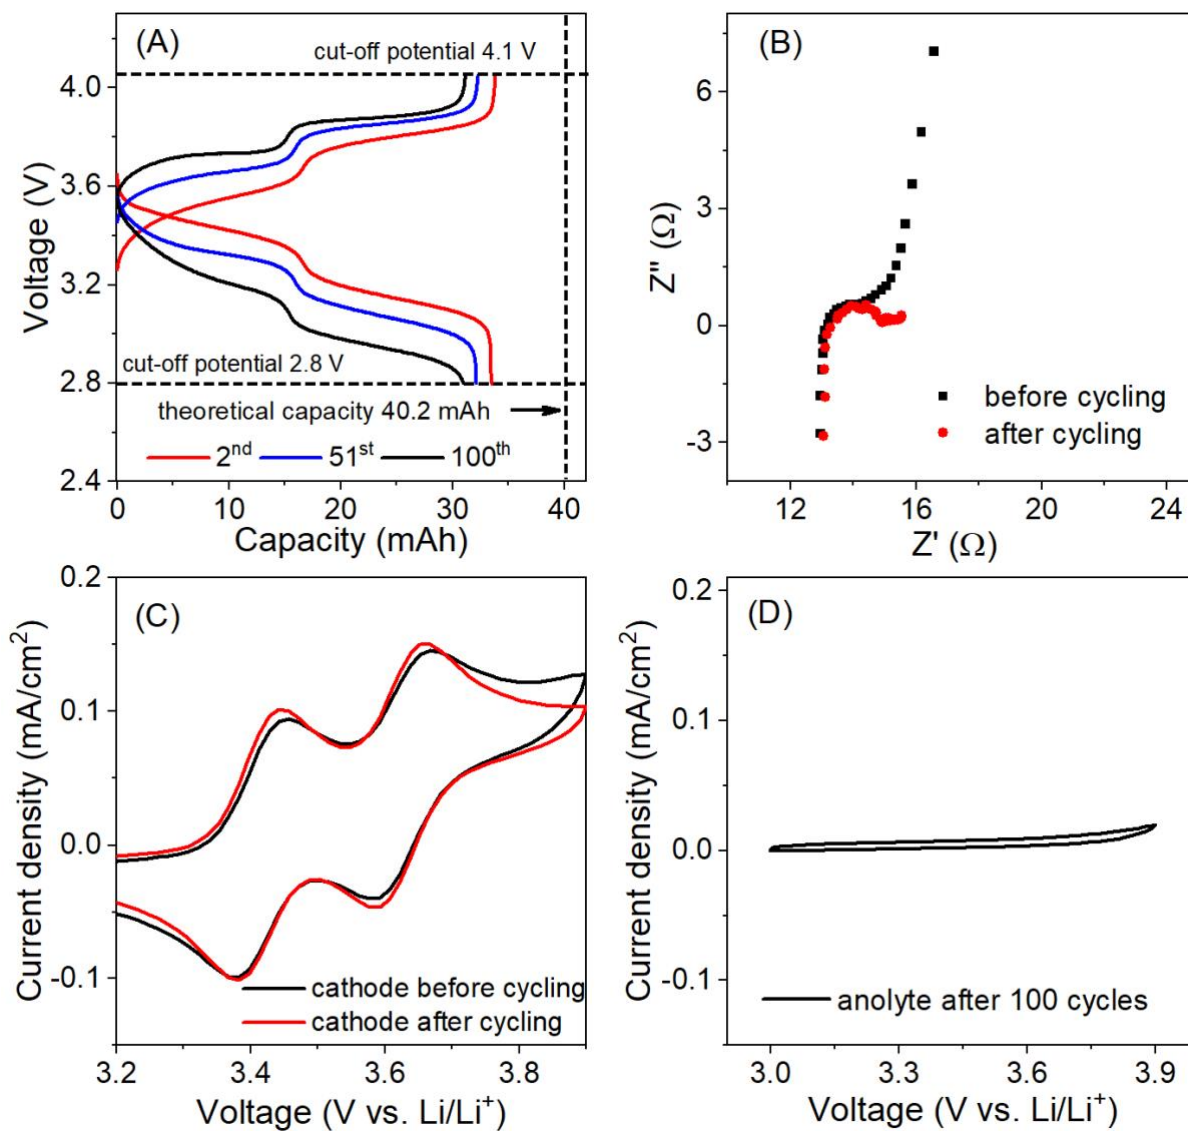 (A)
cut-off potential 4.1 V
cut-off potential 2.8 V
theoretical capacity 40.2 mAh
2nd 51st 100th
4.0
3.6
3.2
2.8
2.4
Voltage (V)
0 10 20 30 40
Capacity (mAh)
(B)
6
3
0
-3
Z" (Ω)
before cycling
after cycling
12 16 20 24
Z' (Ω)
(C)
0.2
0.1
0.0
-0.1
Current density (mA/cm2)
cathode before cycling
cathode after cycling
3.2 3.4 3.6 3.8
Voltage (V vs. Li/Li+)
(D)
0.2
0.1
0.0
-0.1
Current density (mA/cm2)
anolyte after 100 cycles
3.0 3.3 3.6 3.9
Voltage (V vs. Li/Li+)